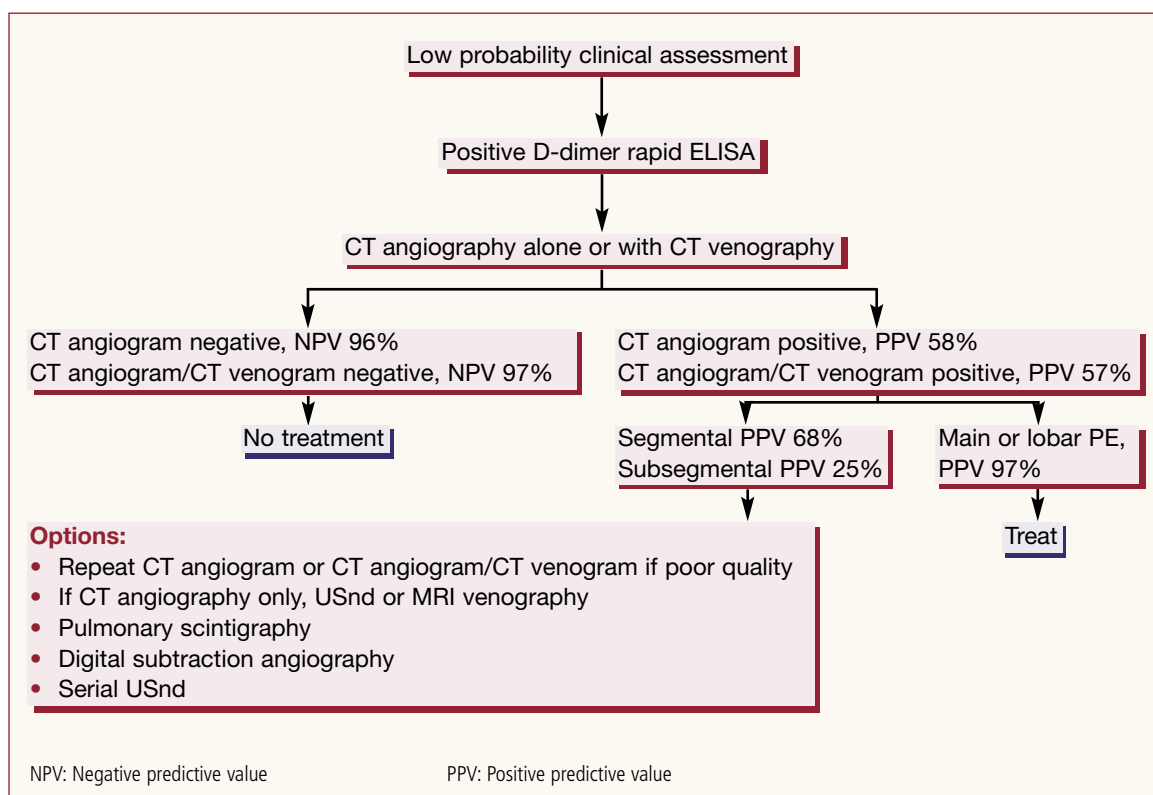 Low probability clinical assessment
Positive D-dimer rapid ELISA
CT angiography alone or with CT venography
CT angiogram negative, NPV 96%
CT angiogram/CT venogram negative, NPV 97%
CT angiogram positive, PPV 58%
CT angiogram/CT venogram positive, PPV 57%
No treatment
Segmental PPV 68%
Subsegmental PPV 25%
Main or lobar PE,
PPV 97%
Treat
Options:
• Repeat CT angiogram or CT angiogram/CT venogram if poor quality
• If CT angiography only, USnd or MRI venography
• Pulmonary scintigraphy
• Digital subtraction angiography
• Serial USnd
NPV: Negative predictive value
PPV: Positive predictive value